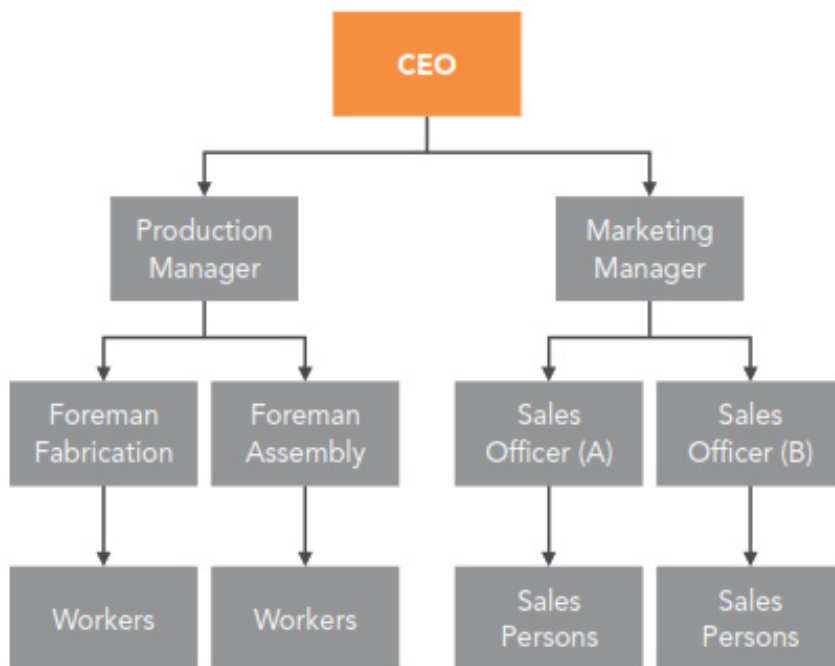 CEO
Production
Manager
Marketing
Manager
Foreman
Fabrication
Foreman
Assembly
Sales
Officer (A)
Sales
Officer (B)
Workers
Workers
Sales
Persons
Sales
Persons